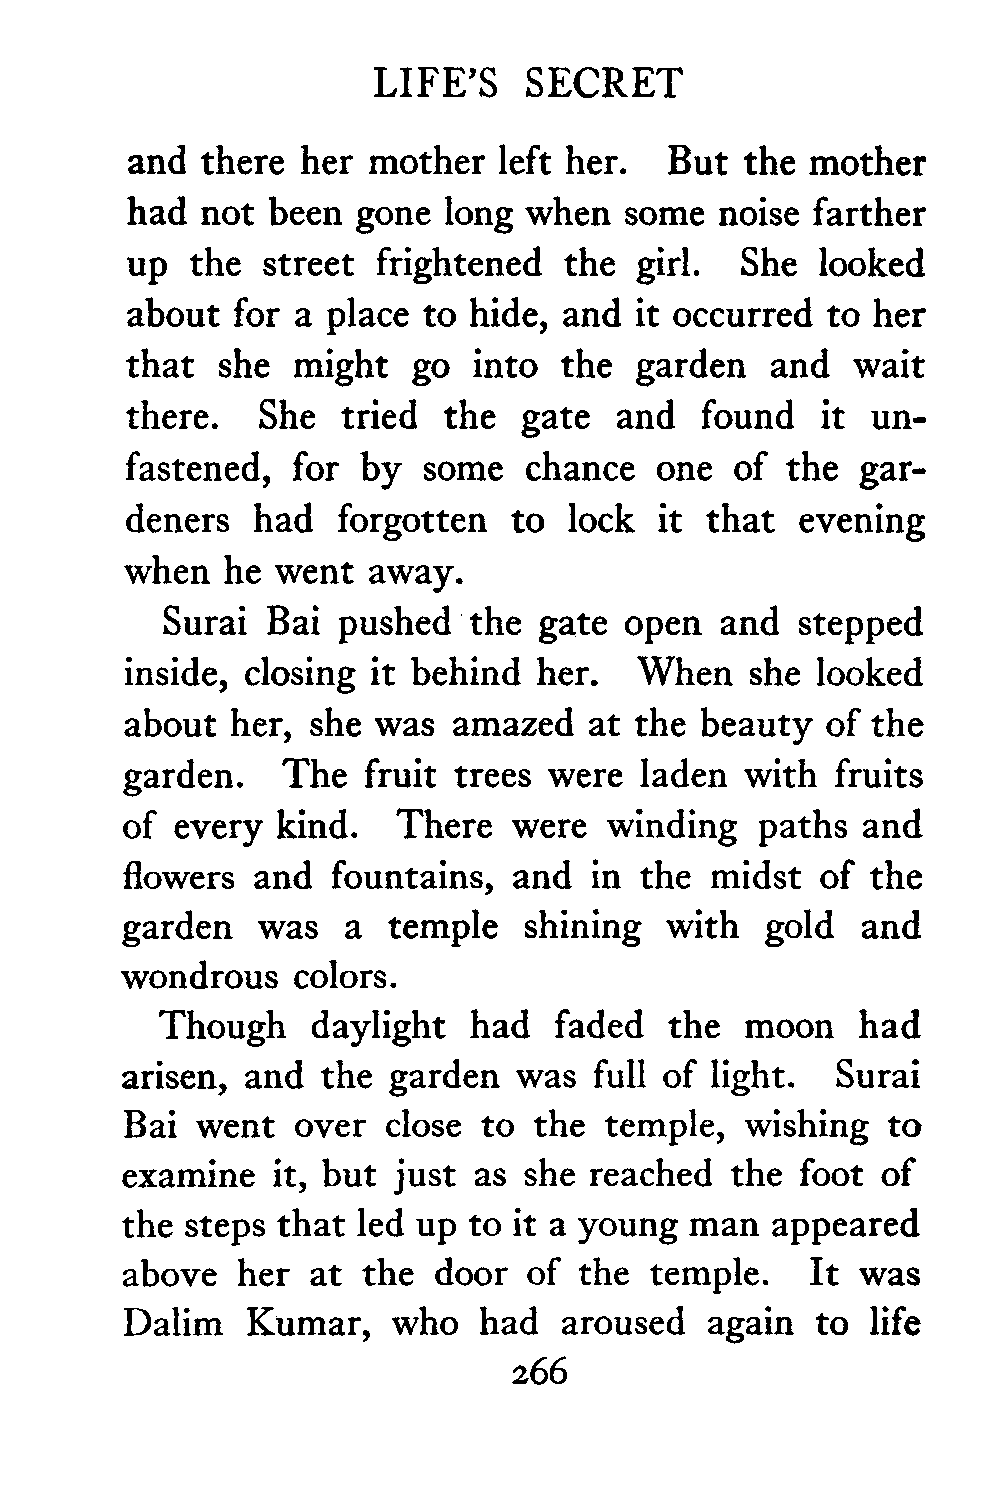 LIFE'S SECRET
and there her mother left her. But the mother
had not been gone long when some noise farther
up the street frightened the girl. She looked
about for a place to hide, and it occurred to her
that she might go into the garden and wait
there. She tried the gate and found it un-
fastened, for by some chance one of the gar-
deners had forgotten to lock it that evening
when he went away.
Surai Bai pushed the gate open and stepped
inside, closing it behind her. When she looked
about her, she was amazed at the beauty of the
garden. The fruit trees were laden with fruits
of every kind. There were winding paths and
flowers and fountains, and in the midst of the
garden was a temple shining with gold and
wondrous colors.
Though daylight had faded the moon had
arisen, and the garden was full of light. Surai
Bai went over close to the temple, wishing to
examine it, but just as she reached the foot of
the steps that led up to it a young man appeared
above her at the door of the temple. It was
Dalim Kumar, who had aroused again to life
266